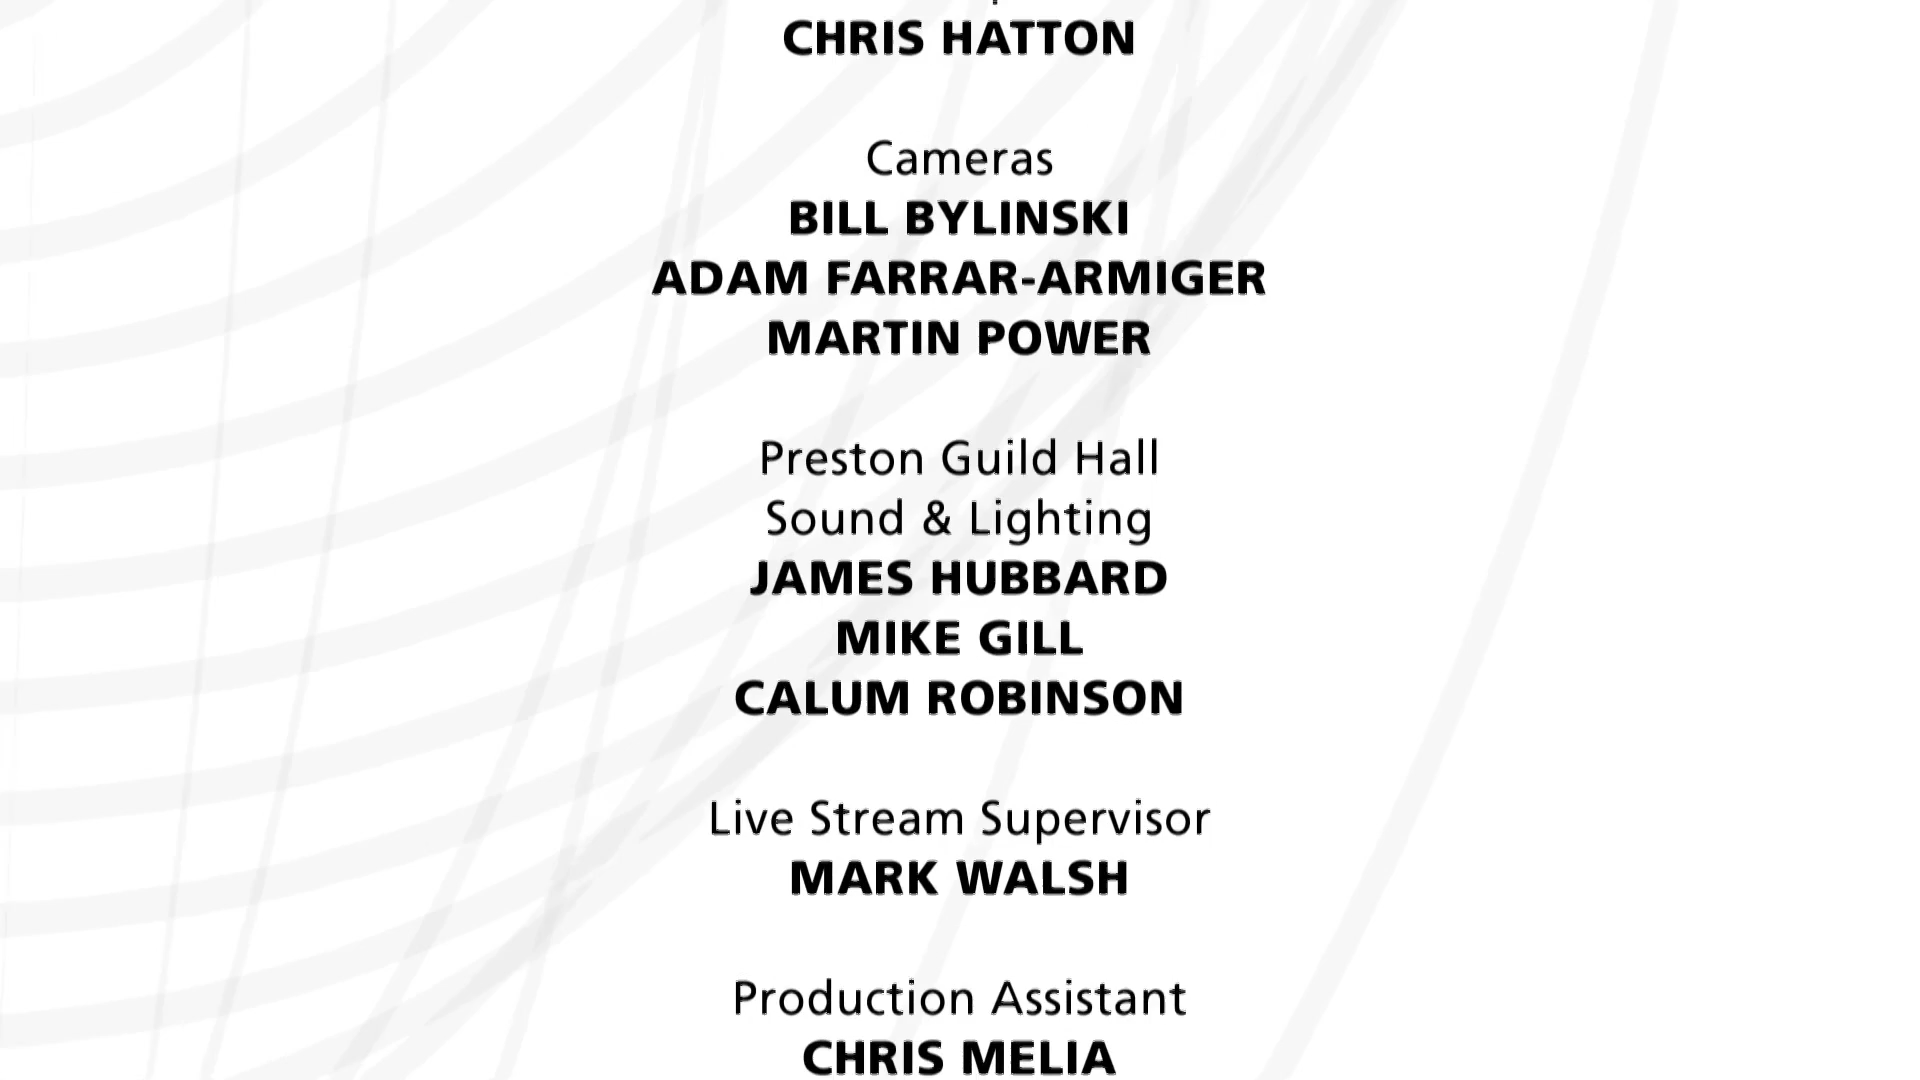 CHRIS HATTON
Cameras
BILL BYLINSKI
ADAM FARRAR-ARMIGER
MARTIN POWER
Preston Guild Hall
Sound & Lighting
JAMES HUBBARD
MIKE GILL
CALUM ROBINSON
Live Stream Supervisor
MARK WALSH
Production Assistant
CHRIS MELIA